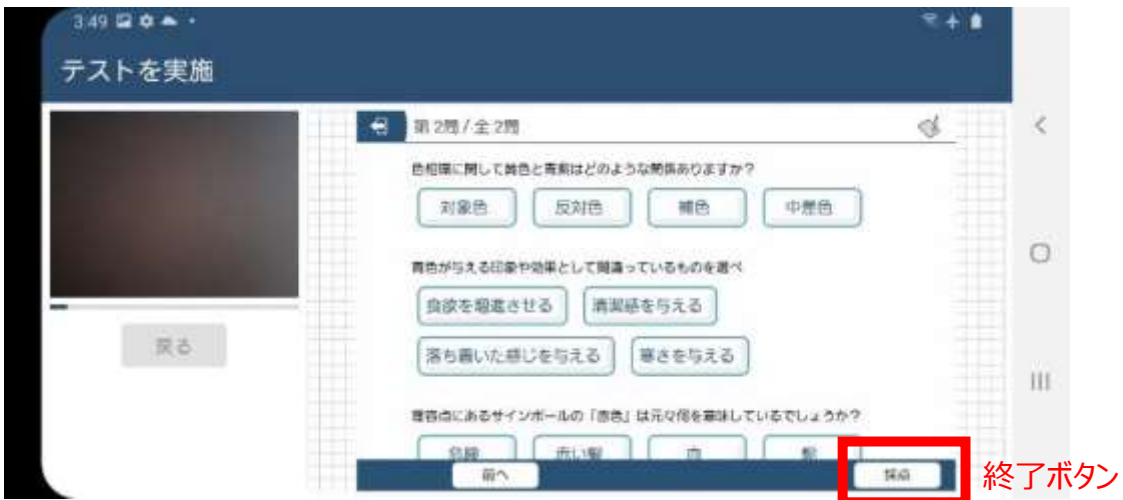 3:49
テストを実施
第2問/全2問
色相環に関して黄色と青紫はどのような関係ありますか?
対象色 反対色 補色 中差色
青色が与える印象や効果として間違っているものを選べ
食欲を増進させる 清潔感を与える
戻る
落ち着いた感じを与える 寒さを与える
理容点にあるサインポールの「赤色」は元々何を意味しているでしょうか?
危険 赤い髪 血
前へ 採点
終了ボタン